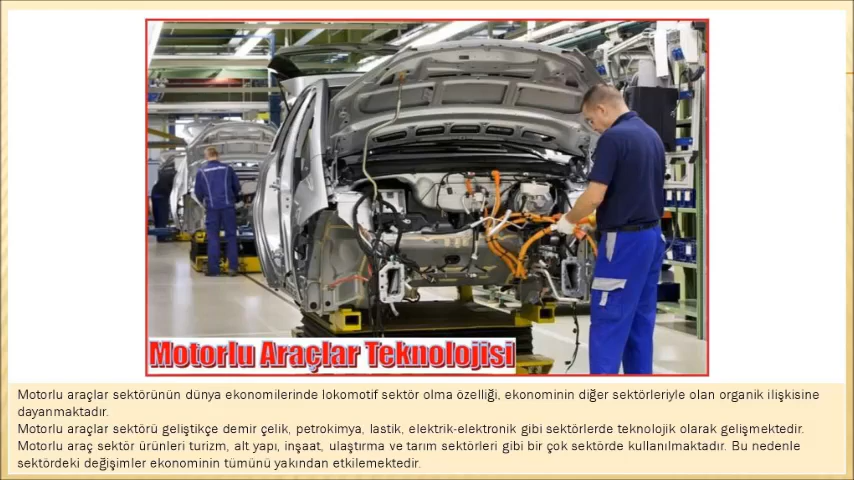 Motorlu Araçlar Teknolojisi
Motorlu araçlar sektörünün dünya ekonomilerinde lokomotif sektör olma özelliği, ekonominin diğer sektörleriyle olan organik ilişkisine
dayanmaktadır.
Motorlu araçlar sektörü geliştikçe demir çelik, petrokimya, lastik, elektrik-elektronik gibi sektörlerde teknolojik olarak gelişmektedir.
Motorlu araç sektör ürünleri turizm, alt yapı, inşaat, ulaştırma ve tarım sektörleri gibi bir çok sektörde kullanılmaktadır. Bu nedenle
sektördeki değişimler ekonominin tümünü yakından etkilemektedir.